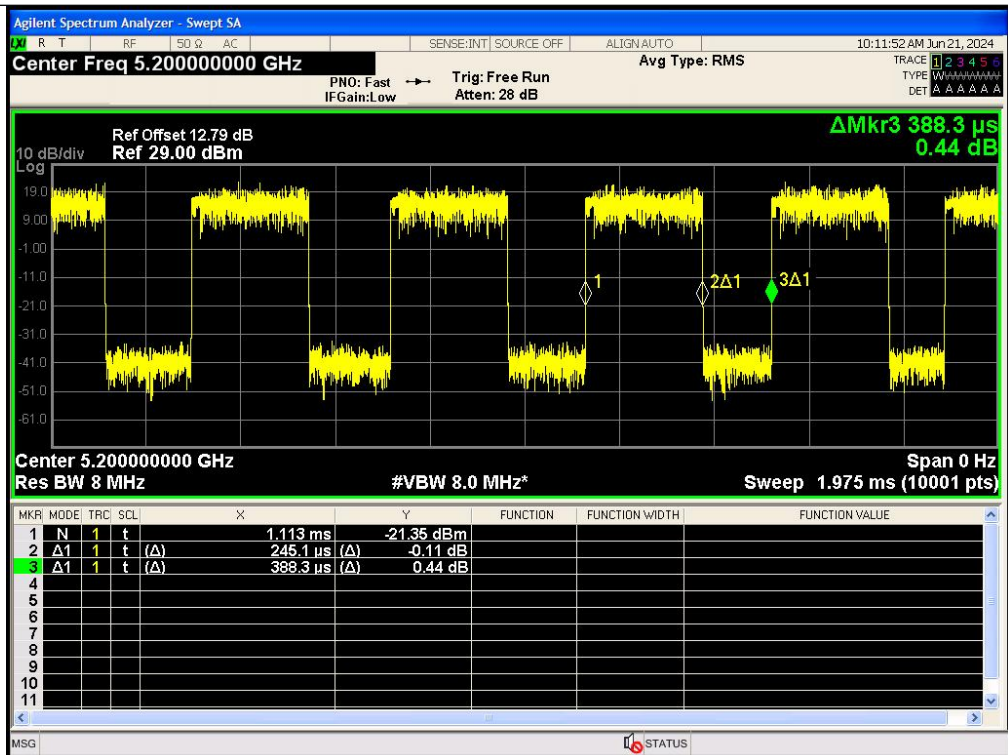 Agilent Spectrum Analyzer - Swept SA
LXI R T RF 50 Ω AC SENSE:INT SOURCE OFF ALIGN AUTO 10:11:52 AM Jun 21, 2024
Center Freq 5.200000000 GHz Avg Type: RMS TRACE 1 2 3 4 5 6
PNO: Fast Trig: Free Run TYPE WWWWWW
IFGain:Low Atten: 28 dB DET A A A A A A
ΔMkr3 388.3 µs
Ref Offset 12.79 dB 0.44 dB
10 dB/div Ref 29.00 dBm
Log
19.0
9.00
-1.00
-11.0
1 2Δ1 3Δ1
-21.0
-31.0
-41.0
-51.0
-61.0
Center 5.200000000 GHz Span 0 Hz
Res BW 8 MHz #VBW 8.0 MHz* Sweep 1.975 ms (10001 pts)
MKR MODE TRC SCL X Y FUNCTION FUNCTION WIDTH FUNCTION VALUE
1 N 1 t 1.113 ms -21.35 dBm
2 Δ1 1 t (Δ) 245.1 µs (Δ) -0.11 dB
3 Δ1 1 t (Δ) 388.3 µs (Δ) 0.44 dB
4
5
6
7
8
9
10
11
MSG STATUS